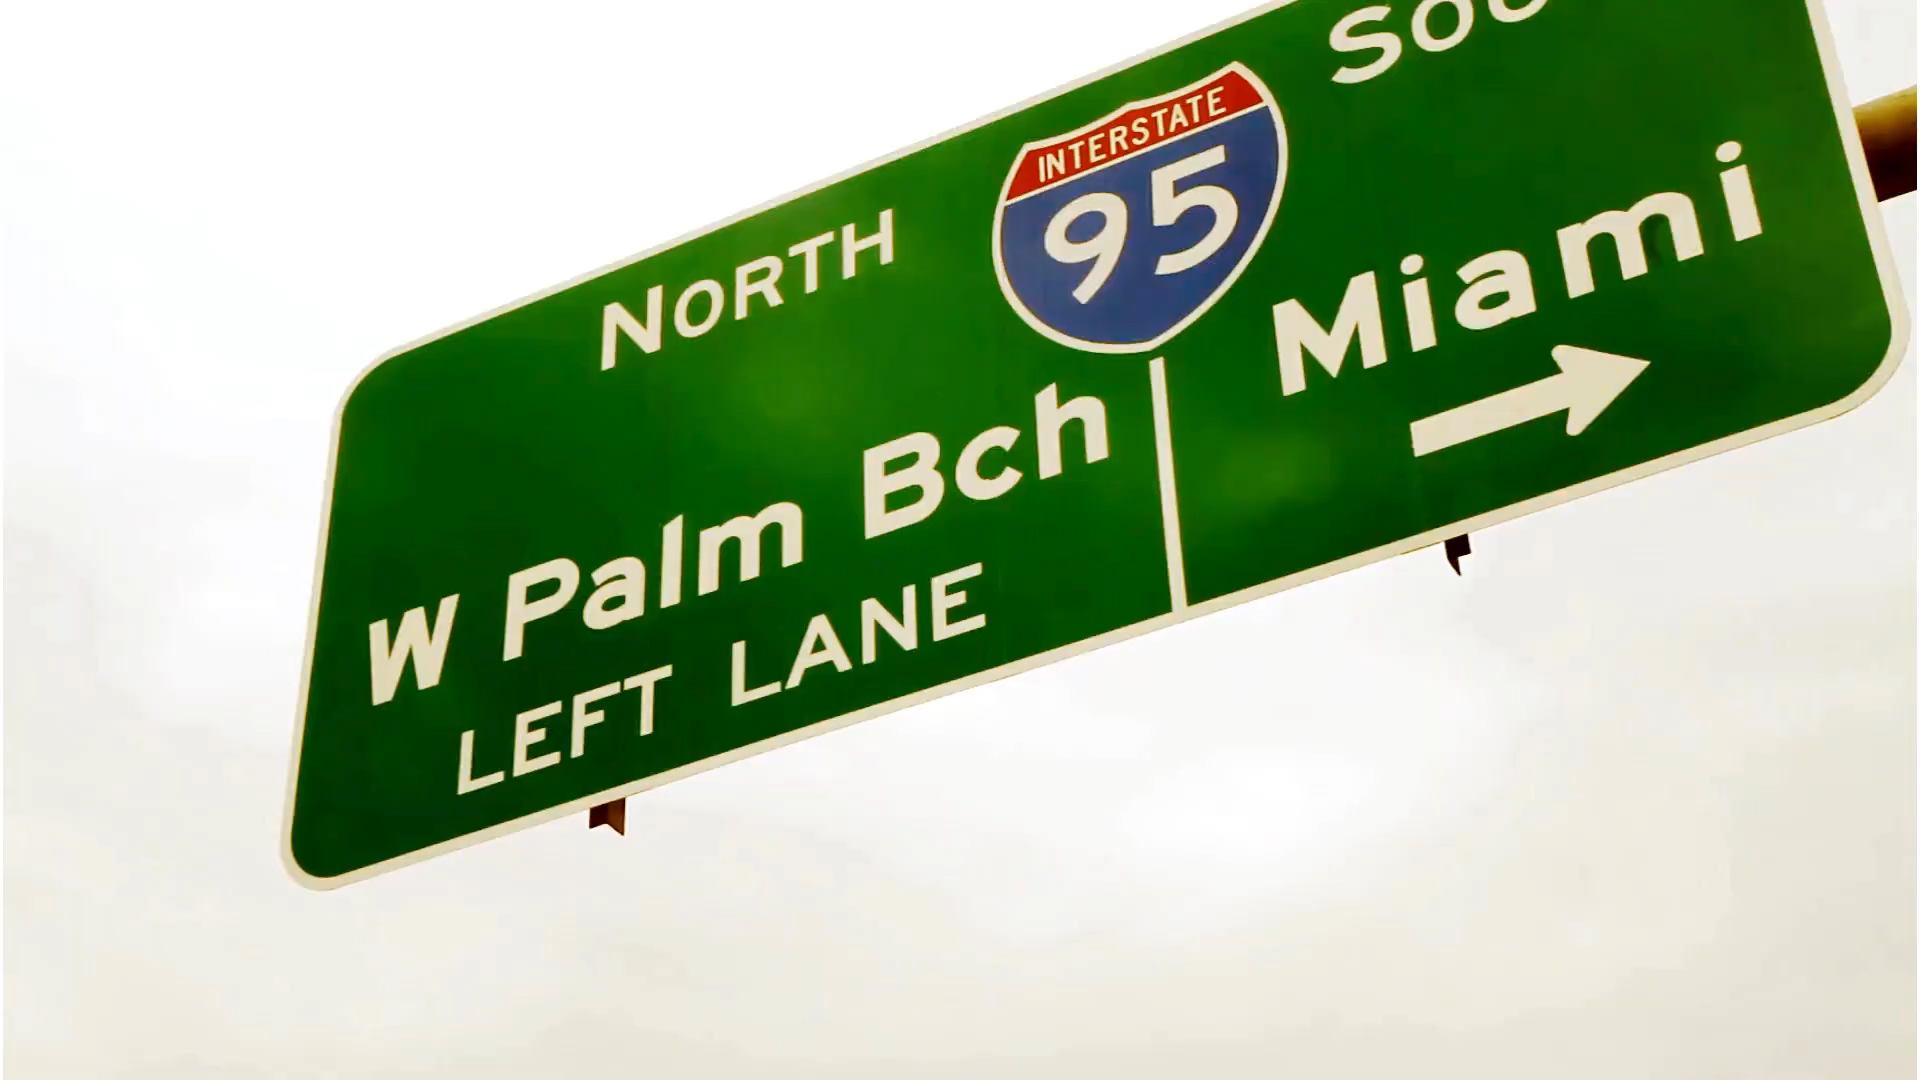 NORTH
INTERSTATE
95
W Palm Bch
LEFT LANE
Miami